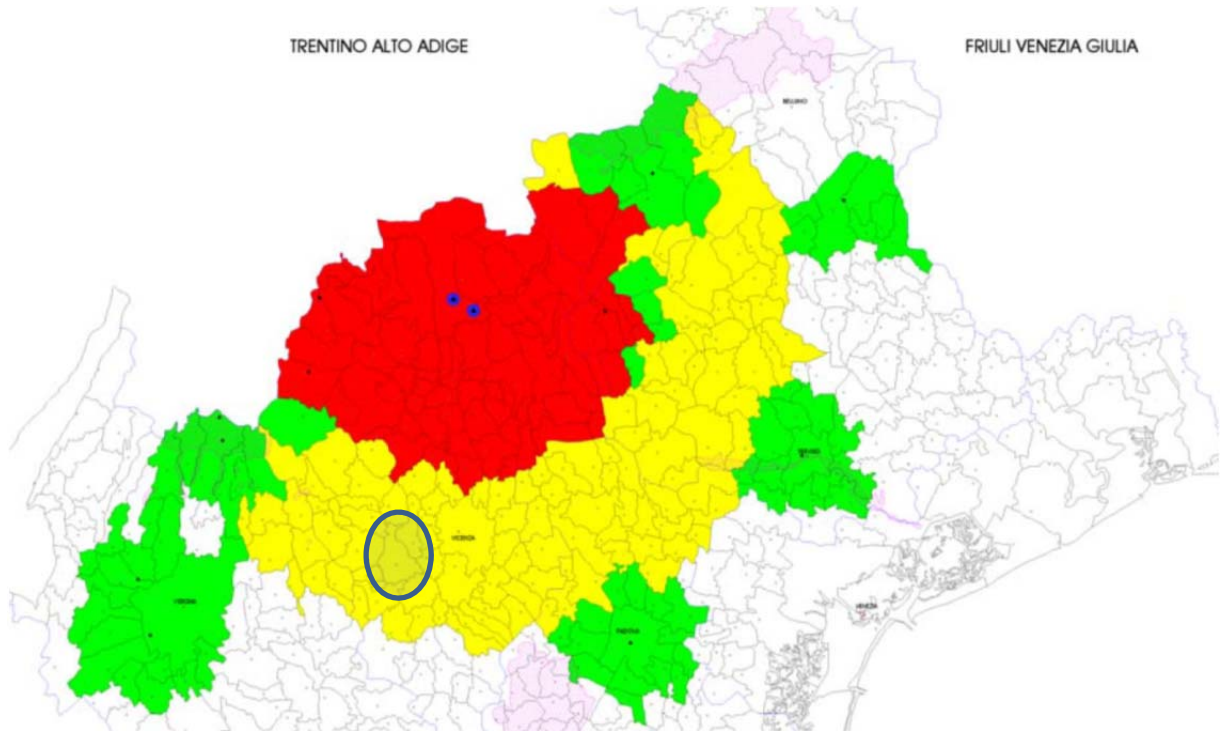 TRENTINO ALTO ADIGE
FRIULI VENEZIA GIULIA
BELLUNO
TREVISO
VICENZA
VERONA
VENEZIA
PADOVA